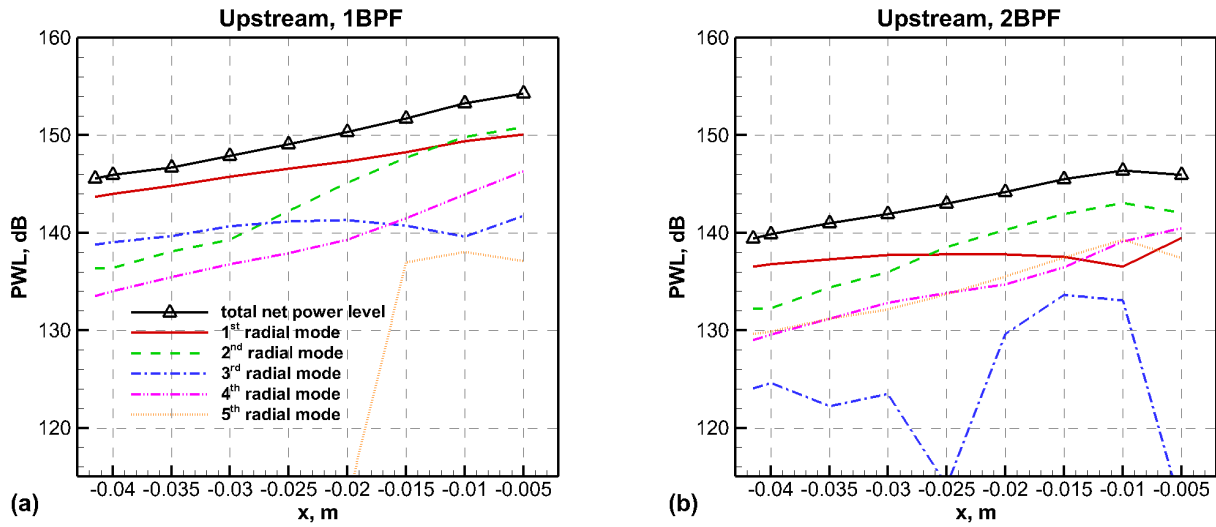 Upstream, 1BPF
160
150
140
130
120
PWL, dB
total net power level
1st radial mode
2nd radial mode
3rd radial mode
4th radial mode
5th radial mode
-0.04 -0.035 -0.03 -0.025 -0.02 -0.015 -0.01 -0.005
x, m
(a)
Upstream, 2BPF
160
150
140
130
120
PWL, dB
-0.04 -0.035 -0.03 -0.025 -0.02 -0.015 -0.01 -0.005
x, m
(b)